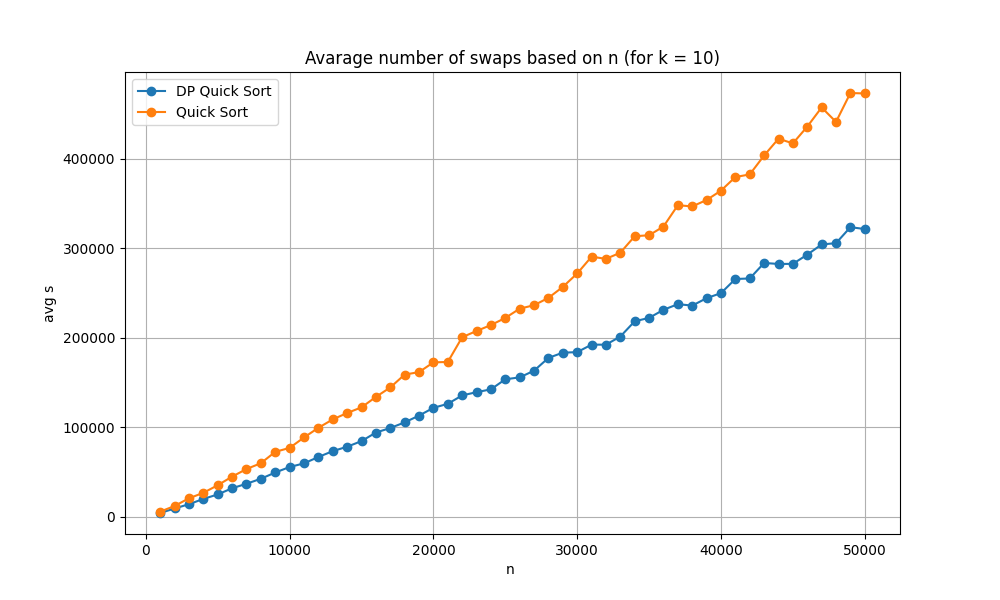 Avarage number of swaps based on n (for k = 10)
DP Quick Sort
Quick Sort
avg s
400000
300000
200000
100000
0
0 10000 20000 30000 40000 50000
n